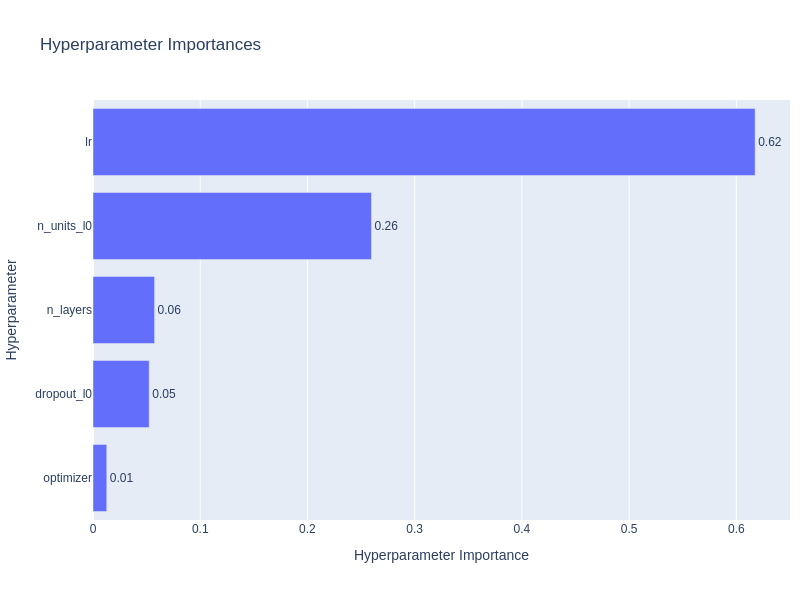 Hyperparameter Importances
lr
0.62
n_units_l0
0.26
n_layers
0.06
dropout_l0
0.05
optimizer
0.01
0
0.1
0.2
0.3
0.4
0.5
0.6
Hyperparameter Importance
Hyperparameter